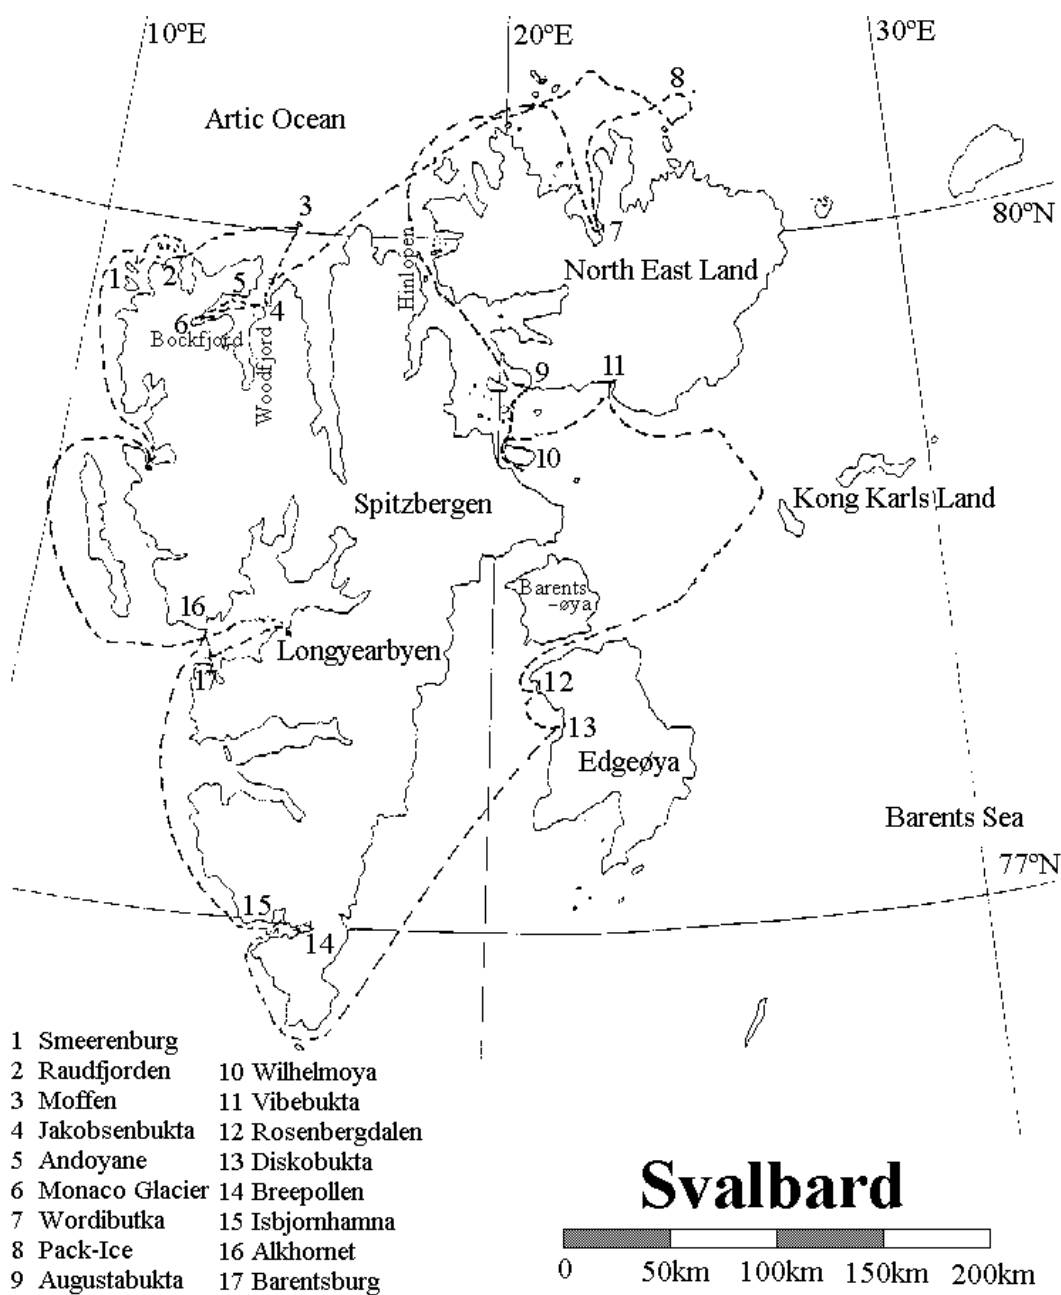 10ºE
20ºE
30ºE
8
Artic Ocean
3
80ºN
1
2
5
4
7
Hinlopen
North East Land
6
Bockfjord
Woodfjord
9
11
10
Spitzbergen
Kong Karls Land
Barents
-øya
16
Longyearbyen
17
12
13
Edgeøya
Barents Sea
77ºN
15
14
1 Smeerenburg
2 Raudfjorden
3 Moffen
4 Jakobsenbukta
5 Andoyane
6 Monaco Glacier
7 Wordibutka
8 Pack-Ice
9 Augustabukta
10 Wilhelmoya
11 Vibebukta
12 Rosenbergdalen
13 Diskobukta
14 Breepollen
15 Isbjornhamna
16 Alkhornet
17 Barentsburg
Svalbard
0 50km 100km 150km 200km